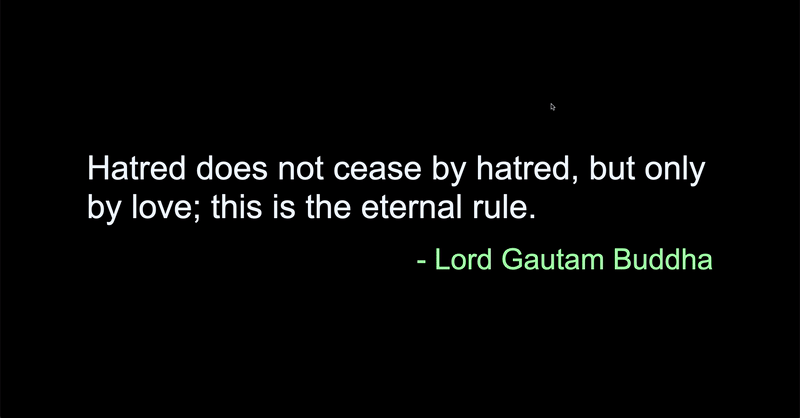 Hatred does not cease by hatred, but only
by love; this is the eternal rule.
- Lord Gautam Buddha